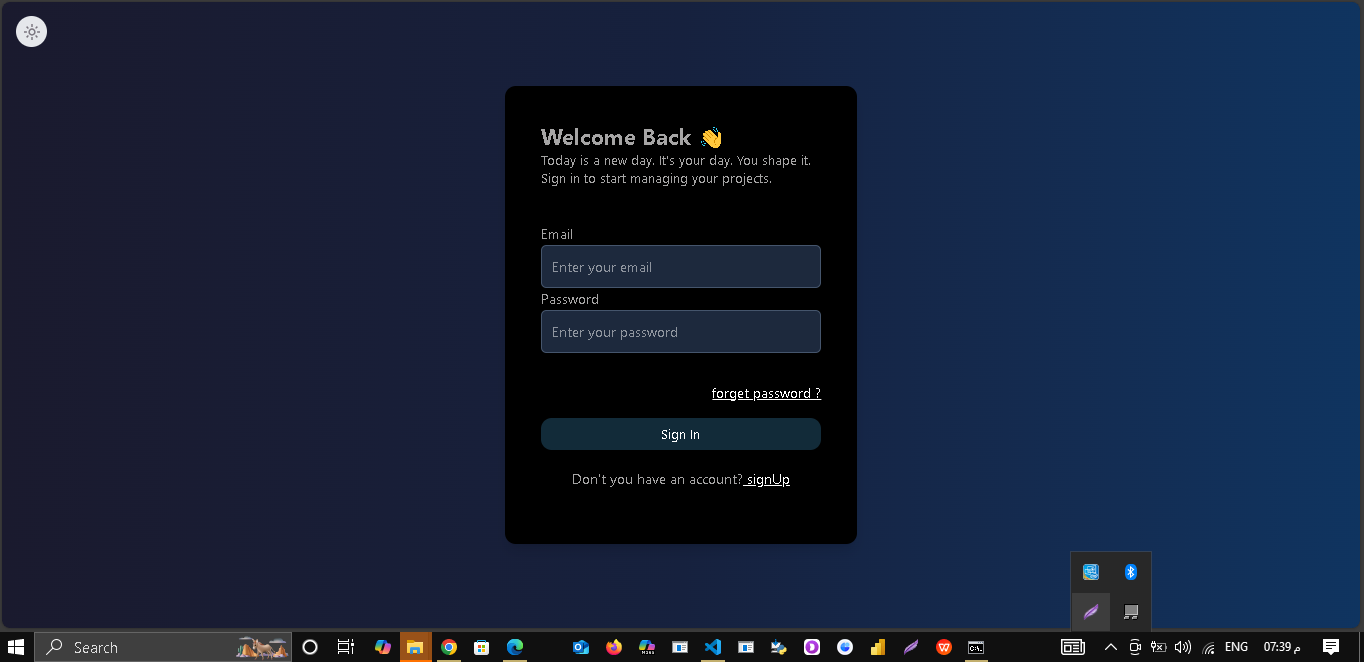 Welcome Back 👋
Today is a new day. It's your day. You shape it.
Sign in to start managing your projects.
Email
Enter your email
Password
Enter your password
forget password ?
Sign In
Don't you have an account? signUp
Search
ENG
07:39 م